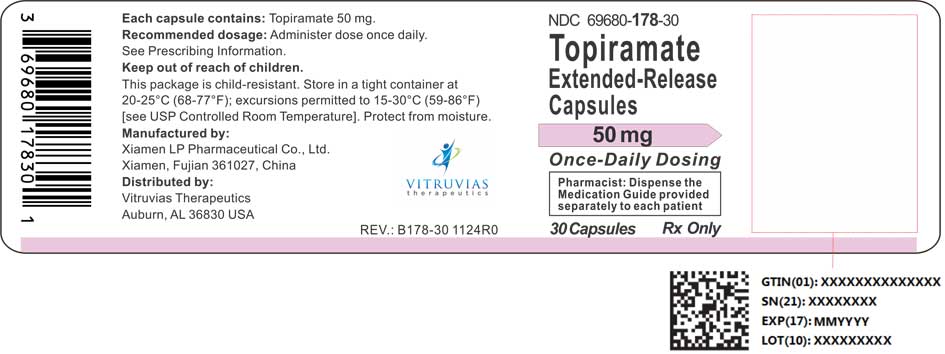 3 69680 17830 1
Each capsule contains: Topiramate 50 mg.
Recommended dosage: Administer dose once daily.
See Prescribing Information.
Keep out of reach of children.
This package is child-resistant. Store in a tight container at
20-25°C (68-77°F); excursions permitted to 15-30°C (59-86°F)
[see USP Controlled Room Temperature]. Protect from moisture.
Manufactured by:
Xiamen LP Pharmaceutical Co., Ltd.
Xiamen, Fujian 361027, China
Distributed by:
Vitruvias Therapeutics
Auburn, AL 36830 USA
VITRUVIAS
therapeutics
REV.: B178-30 1124R0
NDC 69680-178-30
Topiramate
Extended-Release
Capsules
50 mg
Once-Daily Dosing
Pharmacist: Dispense the
Medication Guide provided
separately to each patient
30 Capsules Rx Only
GTIN(01): XXXXXXXXXXXXXX
SN(21): XXXXXXXX
EXP(17): MMYYYY
LOT(10): XXXXXXXXX